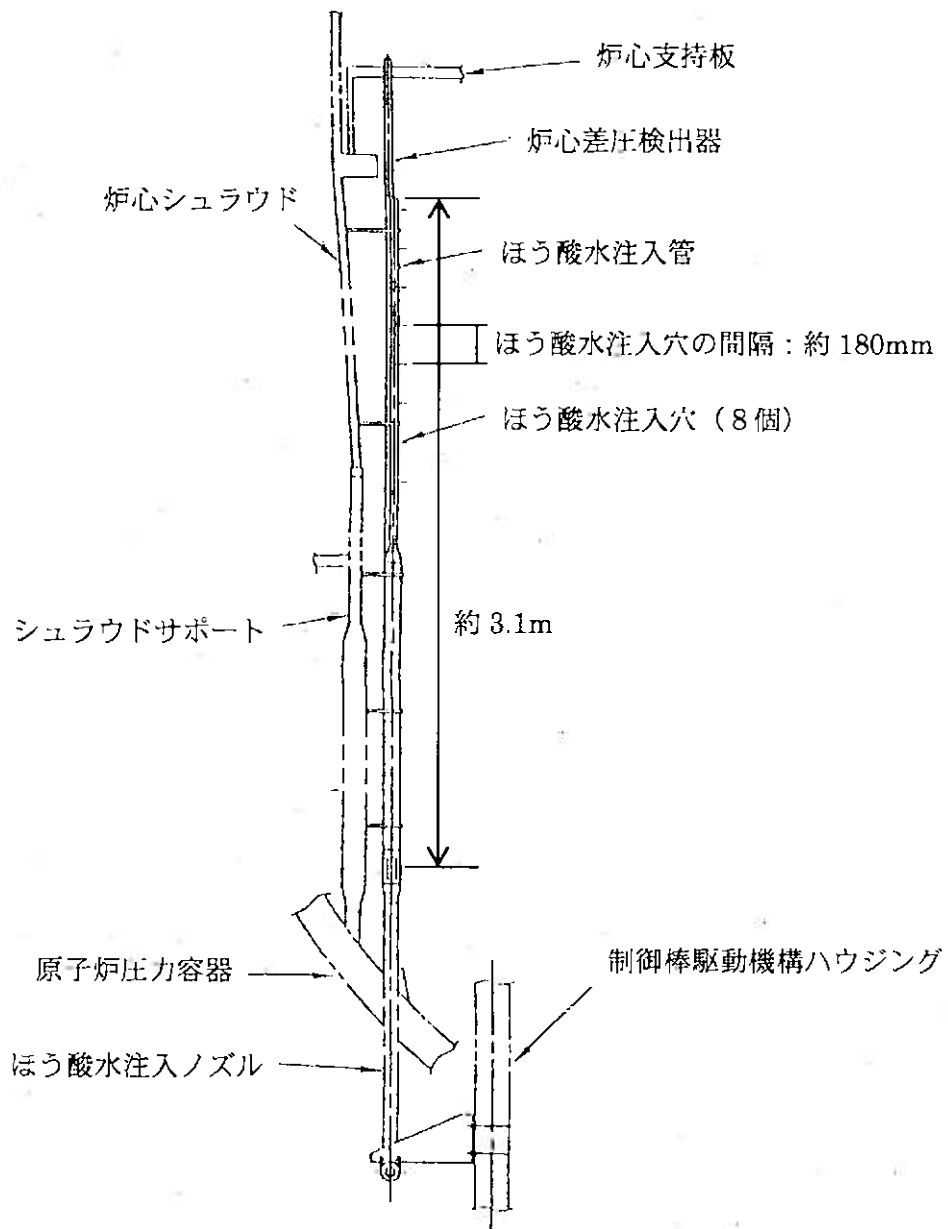 炉心支持板
炉心差圧検出器
炉心シュラウド
ほう酸水注入管
ほう酸水注入穴の間隔：約 180mm
ほう酸水注入穴（8個）
シュラウドサポート
約 3.1m
原子炉圧力容器
制御棒駆動機構ハウジング
ほう酸水注入ノズル